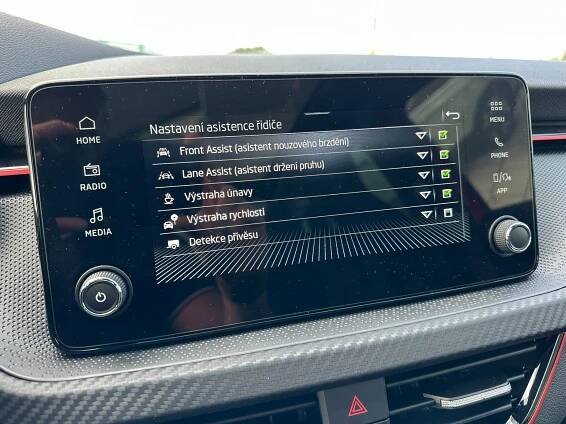 HOME
RADIO
MEDIA
Nastavení asistence řidiče
Front Assist (asistent nouzového brzdění)
Lane Assist (asistent držení pruhu)
Výstraha únavy
Výstraha rychlosti
Detekce přívěsu
MENU
PHONE
APP